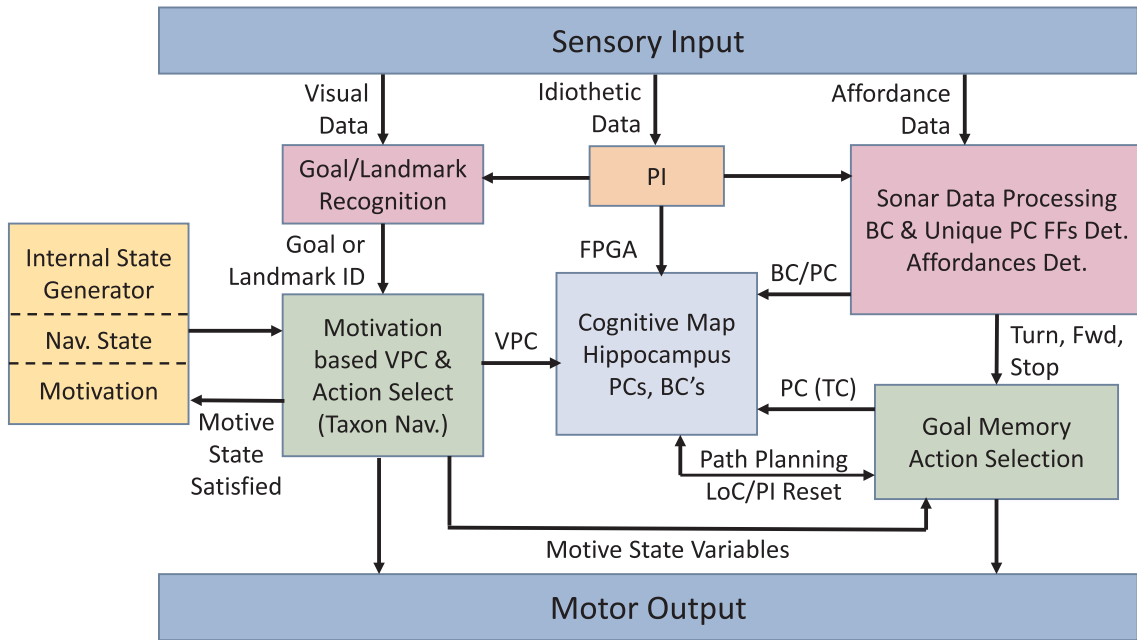 Sensory Input
Visual
Data
Idiothetic
Data
Affordance
Data
Goal/Landmark
Recognition
PI
Sonar Data Processing
BC & Unique PC FFs Det.
Affordances Det.
Goal or
Landmark ID
FPGA
BC/PC
Internal State
Generator
Nav. State
Motivation
Motivation
based VPC &
Action Select
(Taxon Nav.)
VPC
Cognitive Map
Hippocampus
PCs, BC’s
Turn, Fwd,
Stop
PC (TC)
Goal Memory
Action Selection
Motive
State
Satisfied
Path Planning
LoC/PI Reset
Motive State Variables
Motor Output